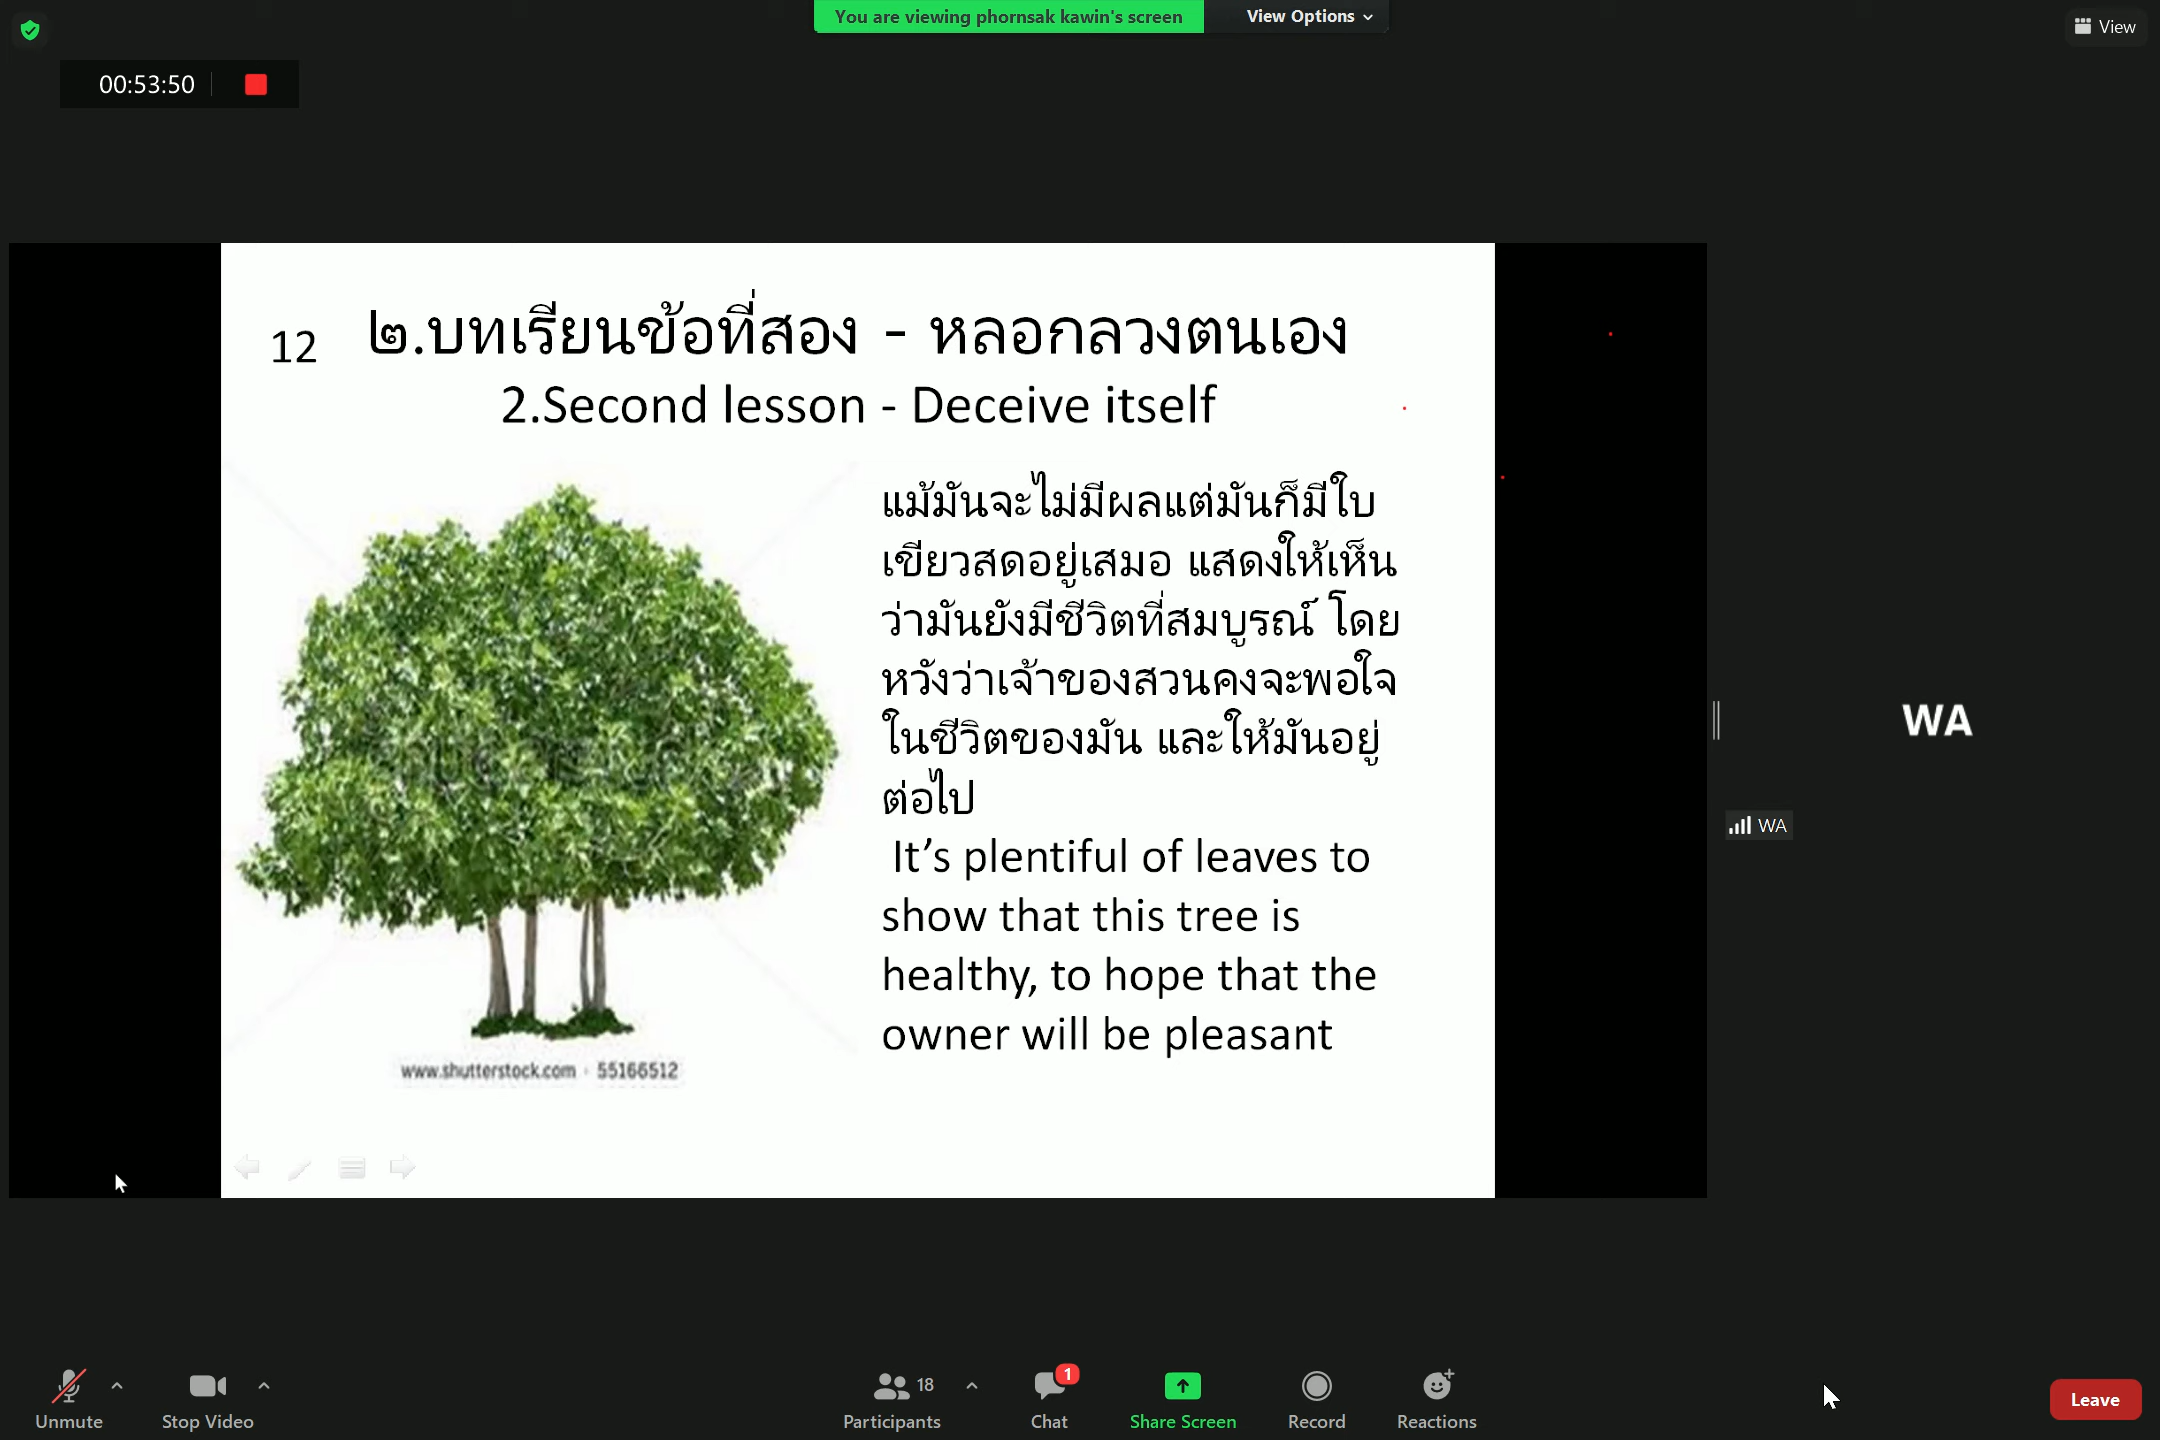 You are viewing phornsak kawin's screen
View Options
View
00:53:50
12
๒.บทเรียนข้อที่สอง - หลอกลวงตนเอง
2.Second lesson - Deceive itself
แม้มันจะไม่มีผลแต่มันก็มีใบ
เขียวสดอยู่เสมอ แสดงให้เห็น
ว่ามันยังมีชีวิตที่สมบูรณ์ โดย
หวังว่าเจ้าของสวนคงจะพอใจ
ในชีวิตของมัน และให้มันอยู่
ต่อไป
It’s plentiful of leaves to
show that this tree is
healthy, to hope that the
owner will be pleasant
www.shutterstock.com · 55166512
WA
WA
Unmute
Stop Video
18
Participants
1
Chat
Share Screen
Record
Reactions
Leave